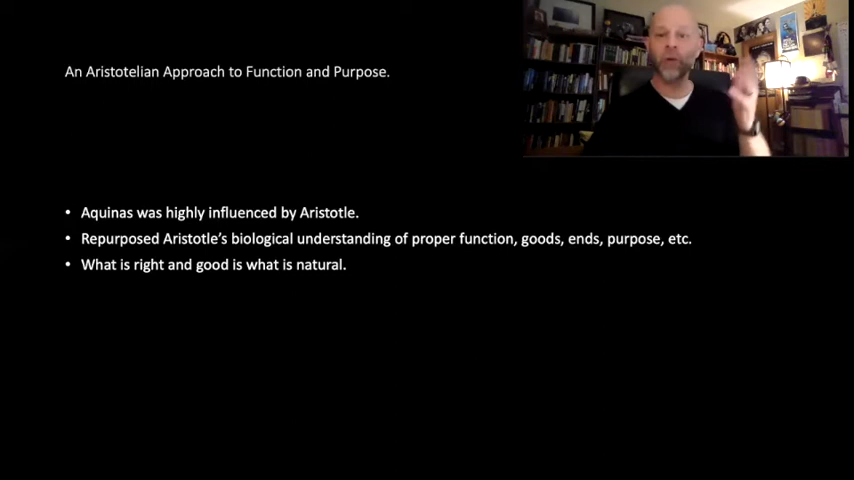 An Aristotelian Approach to Function and Purpose.
• Aquinas was highly influenced by Aristotle.
• Repurposed Aristotle's biological understanding of proper function, goods, ends, purpose, etc.
• What is right and good is what is natural.